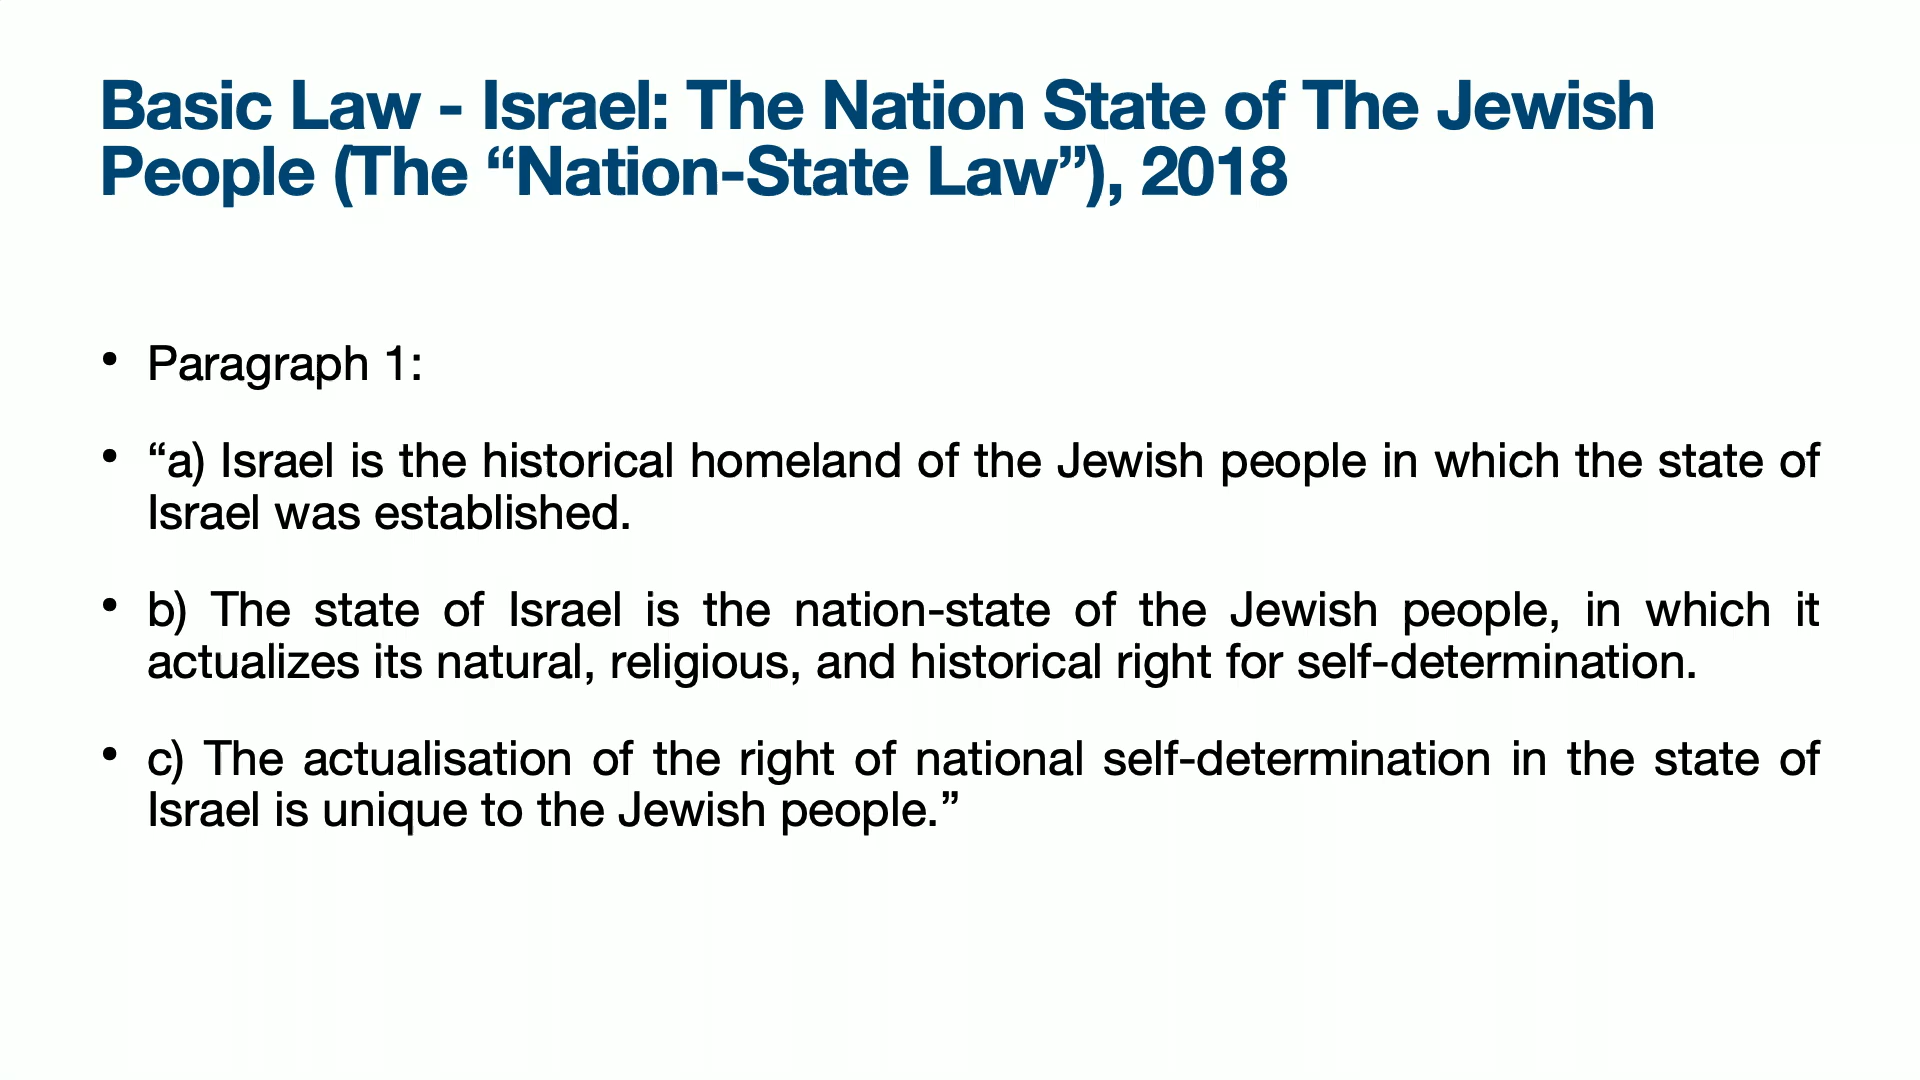 Basic Law - Israel: The Nation State of The Jewish
People (The “Nation-State Law”), 2018
• Paragraph 1:
• “a) Israel is the historical homeland of the Jewish people in which the state of
Israel was established.
• b) The state of Israel is the nation-state of the Jewish people, in which it
actualizes its natural, religious, and historical right for self-determination.
• c) The actualisation of the right of national self-determination in the state of
Israel is unique to the Jewish people.”